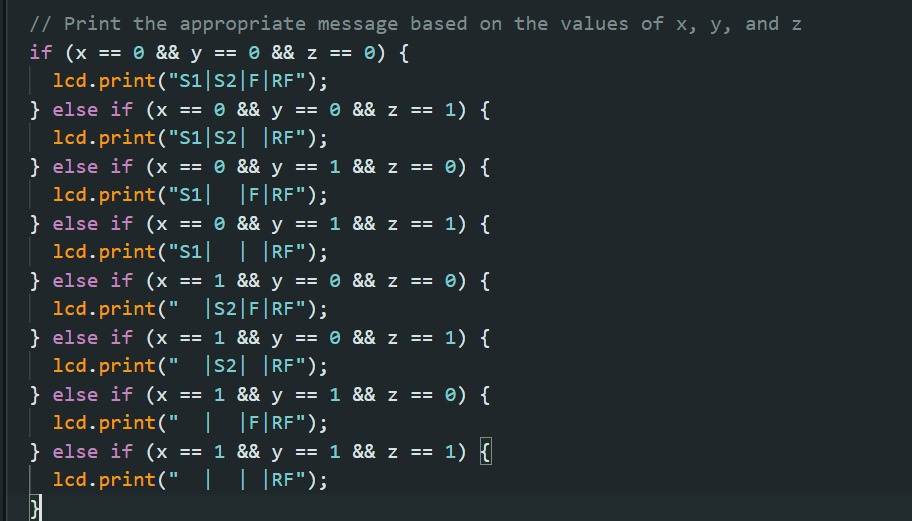 // Print the appropriate message based on the values of x, y, and z
if (x == 0 && y == 0 && z == 0) {
  lcd.print("S1|S2|F|RF");
} else if (x == 0 && y == 0 && z == 1) {
  lcd.print("S1|S2| |RF");
} else if (x == 0 && y == 1 && z == 0) {
  lcd.print("S1|  |F|RF");
} else if (x == 0 && y == 1 && z == 1) {
  lcd.print("S1|  | |RF");
} else if (x == 1 && y == 0 && z == 0) {
  lcd.print("  |S2|F|RF");
} else if (x == 1 && y == 0 && z == 1) {
  lcd.print("  |S2| |RF");
} else if (x == 1 && y == 1 && z == 0) {
  lcd.print("  |  |F|RF");
} else if (x == 1 && y == 1 && z == 1) {
  lcd.print("  |  | |RF");
}